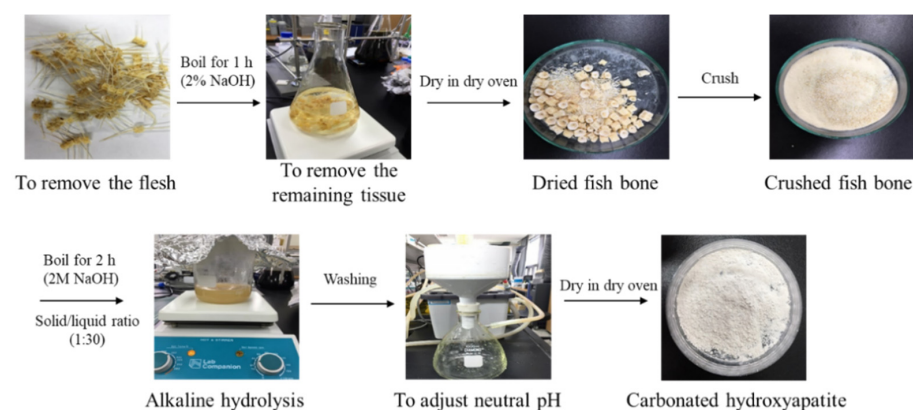 Boil for 1 h
(2% NaOH)
Dry in dry oven
Crush
To remove the flesh
To remove the
remaining tissue
Dried fish bone
Crushed fish bone
Boil for 2 h
(2M NaOH)
Solid/liquid ratio
(1:30)
Washing
Dry in dry oven
Lab
Companion
Alkaline hydrolysis
To adjust neutral pH
Carbonated hydroxyapatite